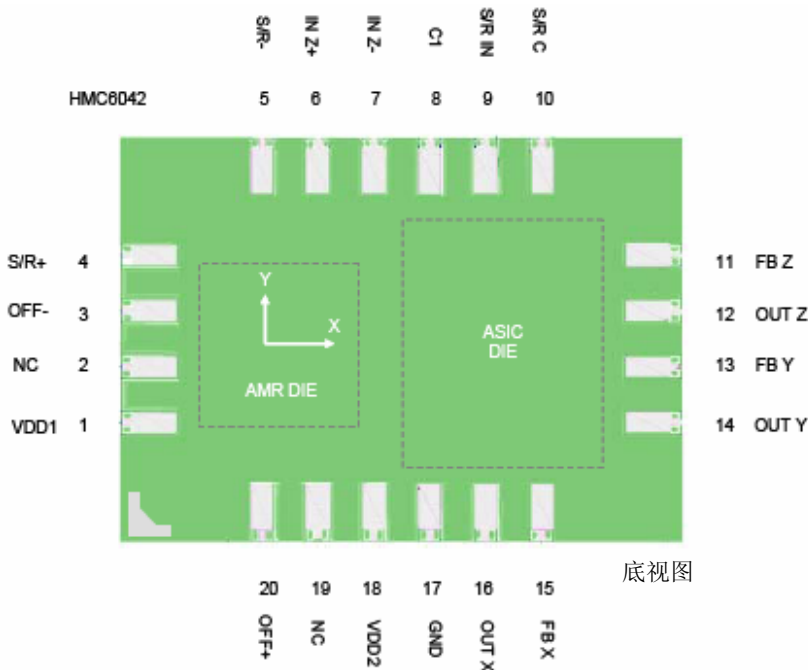 S/R-
IN Z+
IN Z-
C1
S/R IN
S/R C
HMC6042
5 6 7 8 9 10
S/R+ 4
OFF- 3
NC 2
VDD1 1
Y
X
AMR DIE
ASIC
DIE
11 FB Z
12 OUT Z
13 FB Y
14 OUT Y
底视图
20 19 18 17 16 15
OFF+
NC
VDD2
GND
OUT X
FB X